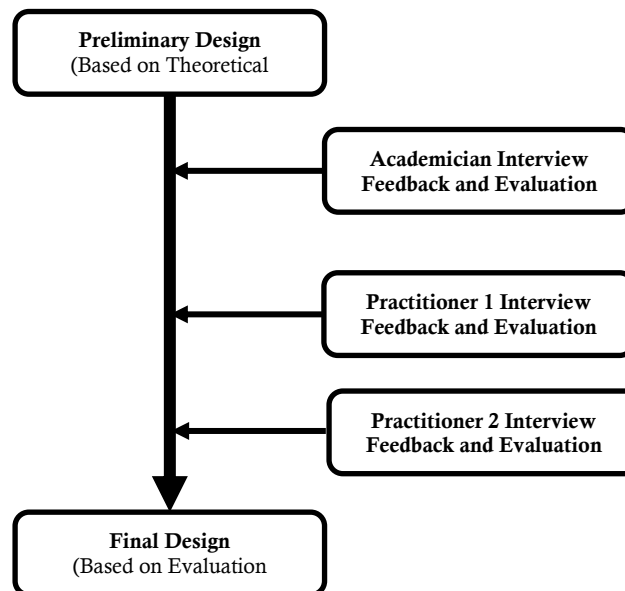 Preliminary Design
(Based on Theoretical
Academician Interview
Feedback and Evaluation
Practitioner 1 Interview
Feedback and Evaluation
Practitioner 2 Interview
Feedback and Evaluation
Final Design
(Based on Evaluation